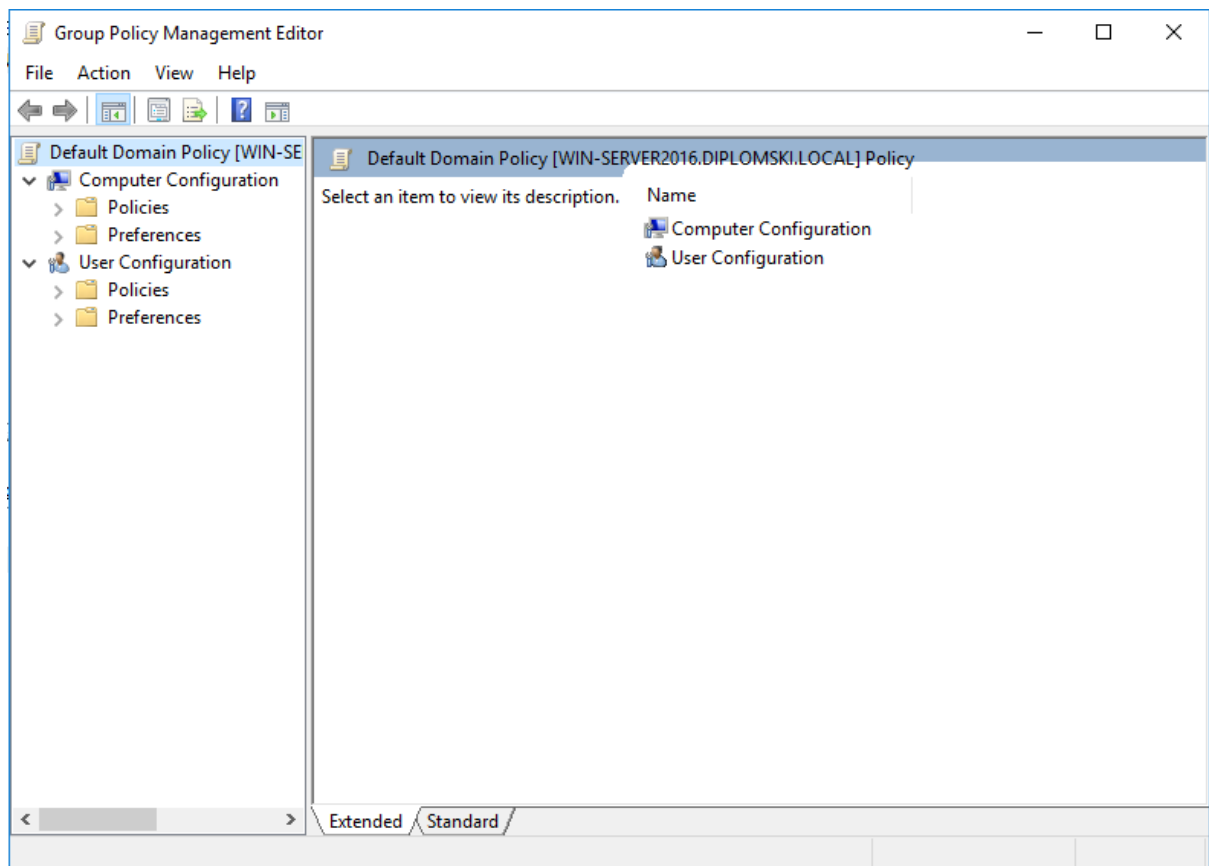 Group Policy Management Editor
File Action View Help
Default Domain Policy [WIN-SE
Computer Configuration
Policies
Preferences
User Configuration
Policies
Preferences
Default Domain Policy [WIN-SERVER2016.DIPLOMSKI.LOCAL] Policy
Select an item to view its description.
Name
Computer Configuration
User Configuration
Extended Standard